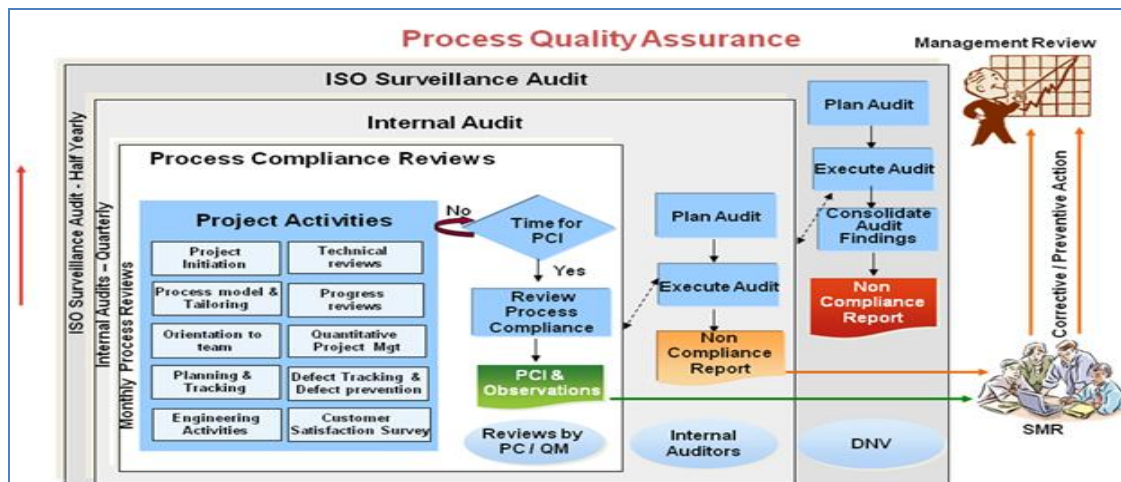 Process Quality Assurance
Management Review
ISO Surveillance Audit
Internal Audit
Process Compliance Reviews
ISO Surveillance Audit - Half Yearly
Internal Audits – Quarterly
Monthly Process Reviews
Project Activities
Project
Initiation
Technical
reviews
Process model &
Tailoring
Progress
reviews
Orientation to
team
Quantitative
Project Mgt
Planning &
Tracking
Defect Tracking &
Defect prevention
Engineering
Activities
Customer
Satisfaction Survey
No
Time for
PCI
Yes
Review
Process
Compliance
PCI &
Observations
Reviews by
PC / QM
Plan Audit
Execute Audit
Non
Compliance
Report
Internal
Auditors
Plan Audit
Execute Audit
Consolidate
Audit
Findings
Non
Compliance
Report
DNV
Corrective / Preventive Action
SMR